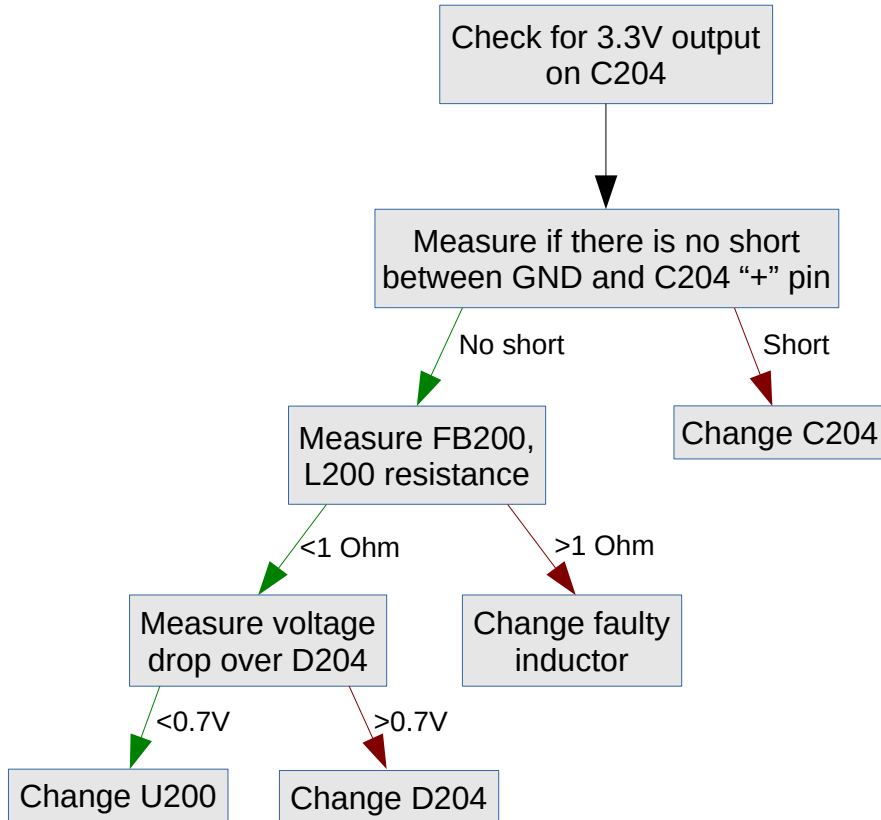 Check for 3.3V output
on C204
Measure if there is no short
between GND and C204 “+” pin
No short
Short
Measure FB200,
L200 resistance
Change C204
<1 Ohm
>1 Ohm
Measure voltage
drop over D204
Change faulty
inductor
<0.7V
>0.7V
Change U200
Change D204